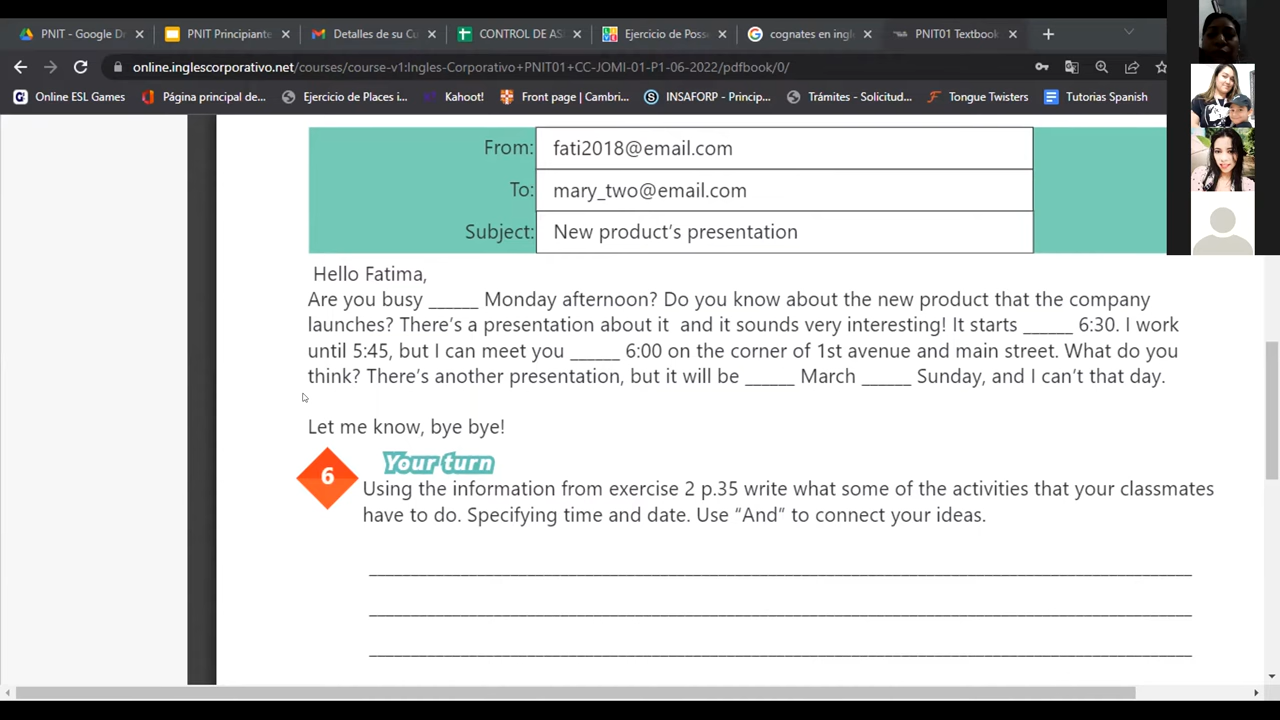 PNIT - Google Dr
PNIT Principiante
Detalles de su Cu
CONTROL DE AS
Ejercicio de Pose
cognates en ingl
PNIT01 Textbook
online.inglescorporativo.net/courses/course-v1:Ingles-Corporativo+PNIT01+CC-JOMI-01-P1-06-2022/pdfbook/0/
Online ESL Games
Página principal de...
Ejercicio de Places i...
Kahoot!
Front page | Cambri...
INSAFORP - Princip...
Trámites - Solicitud...
Tongue Twisters
Tutorias Spanish
From: fati2018@email.com
To: mary_two@email.com
Subject: New product's presentation
Hello Fatima,
Are you busy ______ Monday afternoon? Do you know about the new product that the company
launches? There's a presentation about it and it sounds very interesting! It starts ______ 6:30. I work
until 5:45, but I can meet you ______ 6:00 on the corner of 1st avenue and main street. What do you
think? There's another presentation, but it will be ______ March ______ Sunday, and I can't that day.
Let me know, bye bye!
6
Your turn
Using the information from exercise 2 p.35 write what some of the activities that your classmates
have to do. Specifying time and date. Use "And" to connect your ideas.